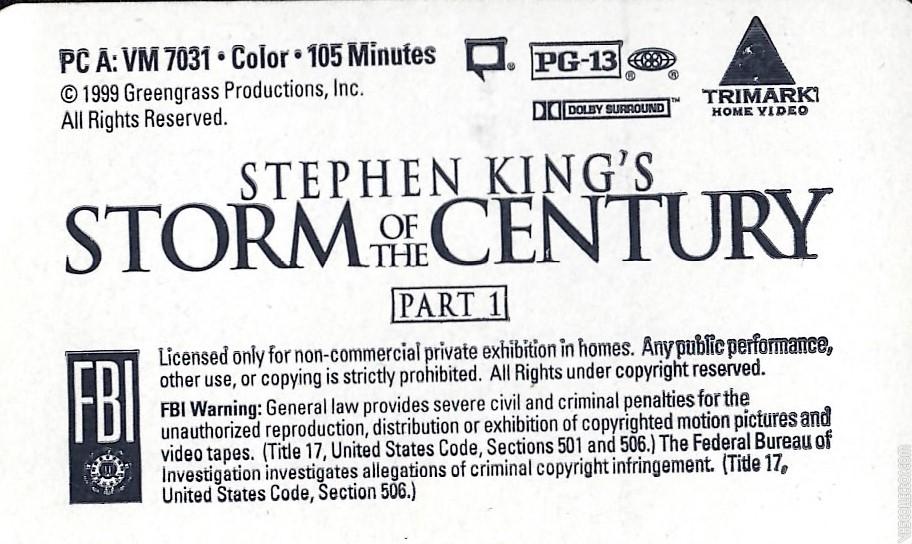 PC A: VM 7031 • Color • 105 Minutes
© 1999 Greengrass Productions, Inc.
All Rights Reserved.
®
PG-13 ® ®
DOLBY SURROUND ™
TRIMARK
HOME VIDEO
STEPHEN KING'S
STORM OF THE CENTURY
PART 1
FBI
Licensed only for non-commercial private exhibition in homes. Any public performance,
other use, or copying is strictly prohibited. All Rights under copyright reserved.
FBI Warning: General law provides severe civil and criminal penalties for the
unauthorized reproduction, distribution or exhibition of copyrighted motion pictures and
video tapes. (Title 17, United States Code, Sections 501 and 506.) The Federal Bureau of
Investigation investigates allegations of criminal copyright infringement. (Title 17,
United States Code, Section 506.)
VHSCOLLECTOR.COM